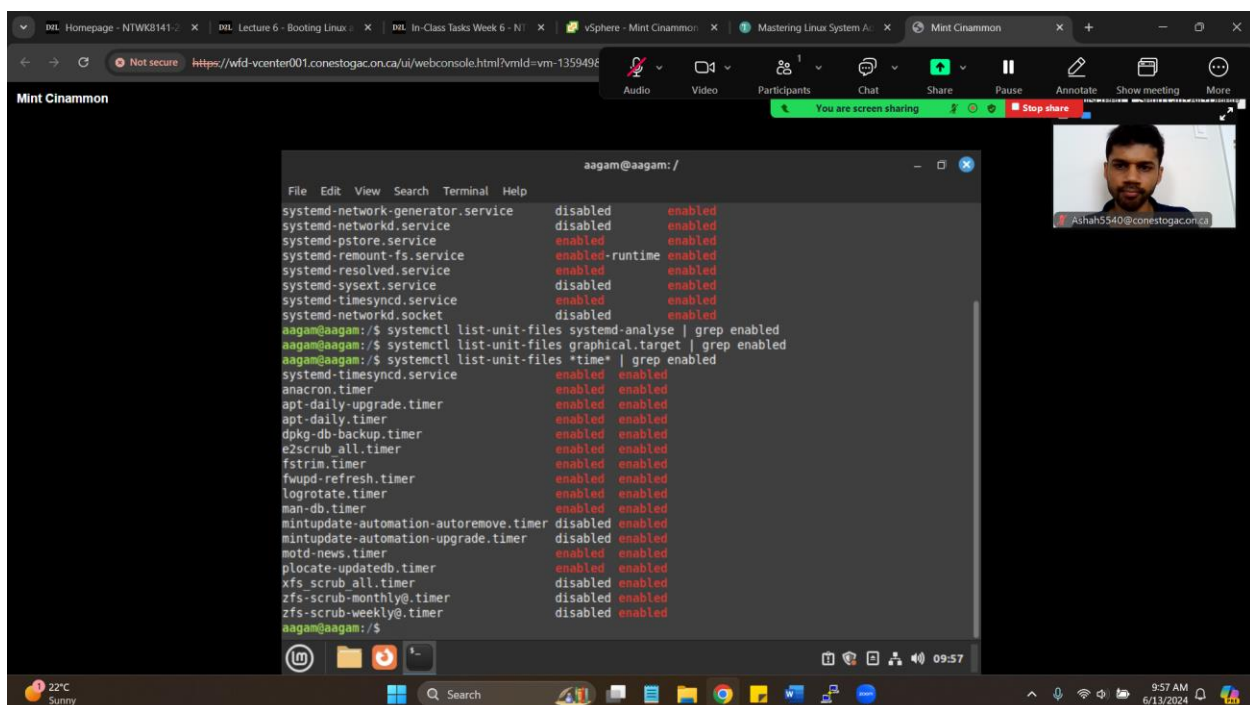 D2L Homepage - NTWK8141-2
D2L Lecture 6 - Booting Linux a
D2L In-Class Tasks Week 6 - NT
vSphere - Mint Cinammon
Mastering Linux System Ad
Mint Cinammon
Not secure https://wfd-vcenter001.conestogac.on.ca/ui/webconsole.html?vmId=vm-1359498
Audio
Video
Participants 1
Chat
Share
Pause
Annotate
Show meeting
More
You are screen sharing
Stop share
Mint Cinammon
Ashah5540@conestogac.on.ca
aagam@aagam: /
File Edit View Search Terminal Help
systemd-network-generator.service disabled enabled
systemd-networkd.service disabled enabled
systemd-pstore.service enabled enabled
systemd-remount-fs.service enabled-runtime enabled
systemd-resolved.service enabled enabled
systemd-sysext.service disabled enabled
systemd-timesyncd.service enabled enabled
systemd-networkd.socket disabled enabled
aagam@aagam:/$ systemctl list-unit-files systemd-analyse | grep enabled
aagam@aagam:/$ systemctl list-unit-files graphical.target | grep enabled
aagam@aagam:/$ systemctl list-unit-files *time* | grep enabled
systemd-timesyncd.service enabled enabled
anacron.timer enabled enabled
apt-daily-upgrade.timer enabled enabled
apt-daily.timer enabled enabled
dpkg-db-backup.timer enabled enabled
e2scrub_all.timer enabled enabled
fstrim.timer enabled enabled
fwupd-refresh.timer enabled enabled
logrotate.timer enabled enabled
man-db.timer enabled enabled
mintupdate-automation-autoremove.timer disabled enabled
mintupdate-automation-upgrade.timer disabled enabled
motd-news.timer enabled enabled
plocate-updatedb.timer enabled enabled
xfs_scrub_all.timer disabled enabled
zfs-scrub-monthly@.timer disabled enabled
zfs-scrub-weekly@.timer disabled enabled
aagam@aagam:/$
09:57
1
22°C
Sunny
Search
zoom
9:57 AM
6/13/2024